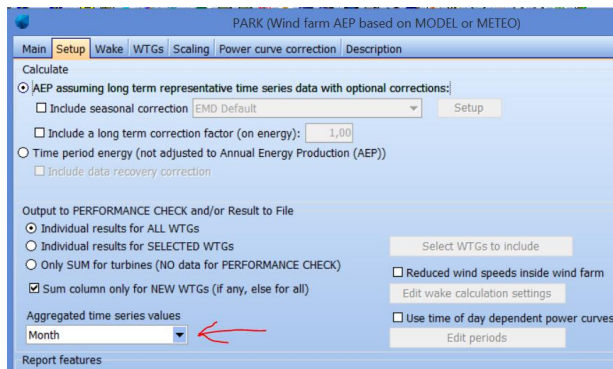 PARK (Wind farm AEP based on MODEL or METEO)
Main Setup Wake WTGs Scaling Power curve correction Description
Calculate
AEP assuming long term representative time series data with optional corrections:
Include seasonal correction EMD Default Setup
Include a long term correction factor (on energy): 1,00
Time period energy (not adjusted to Annual Energy Production (AEP))
Include data recovery correction
Output to PERFORMANCE CHECK and/or Result to File
Individual results for ALL WTGs
Individual results for SELECTED WTGs Select WTGs to include
Only SUM for turbines (NO data for PERFORMANCE CHECK)
Reduced wind speeds inside wind farm
Sum column only for NEW WTGs (if any, else for all) Edit wake calculation settings
Aggregated time series values Use time of day dependent power curves
Month Edit periods
Report features